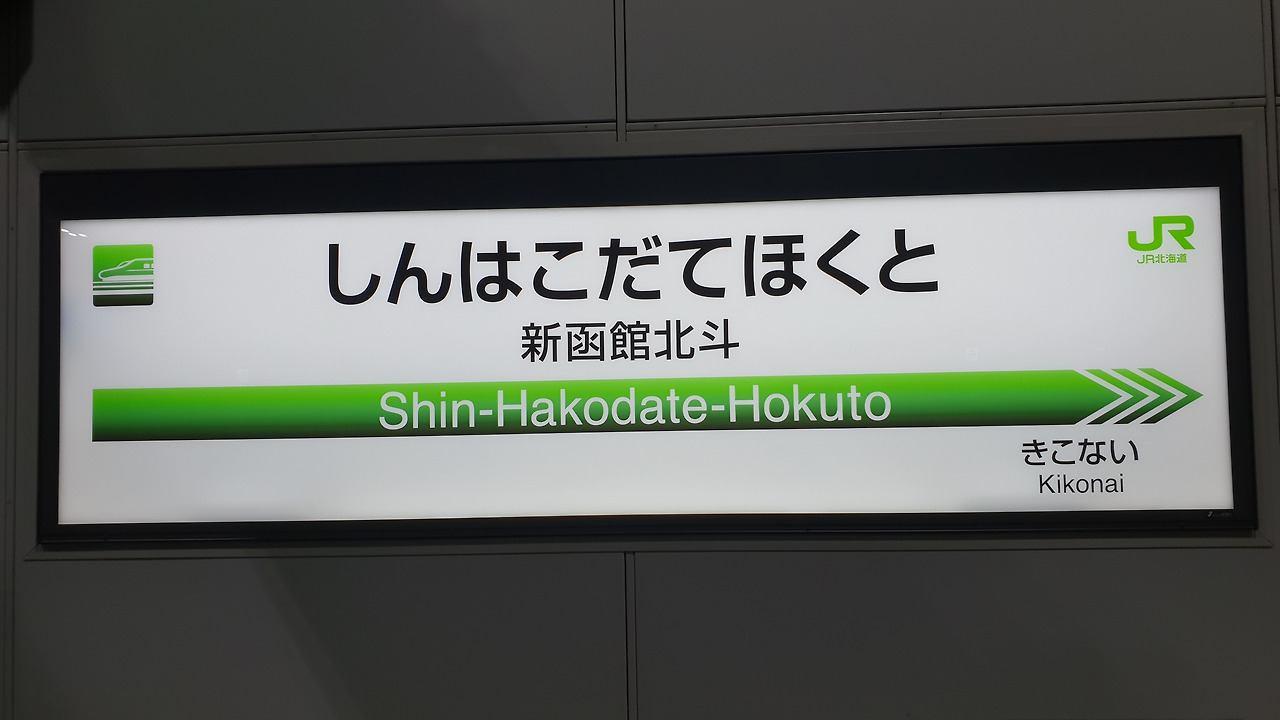 しんはこだてほくと
JR
JR北海道
新函館北斗
Shin-Hakodate-Hokuto
きこない
Kikonai